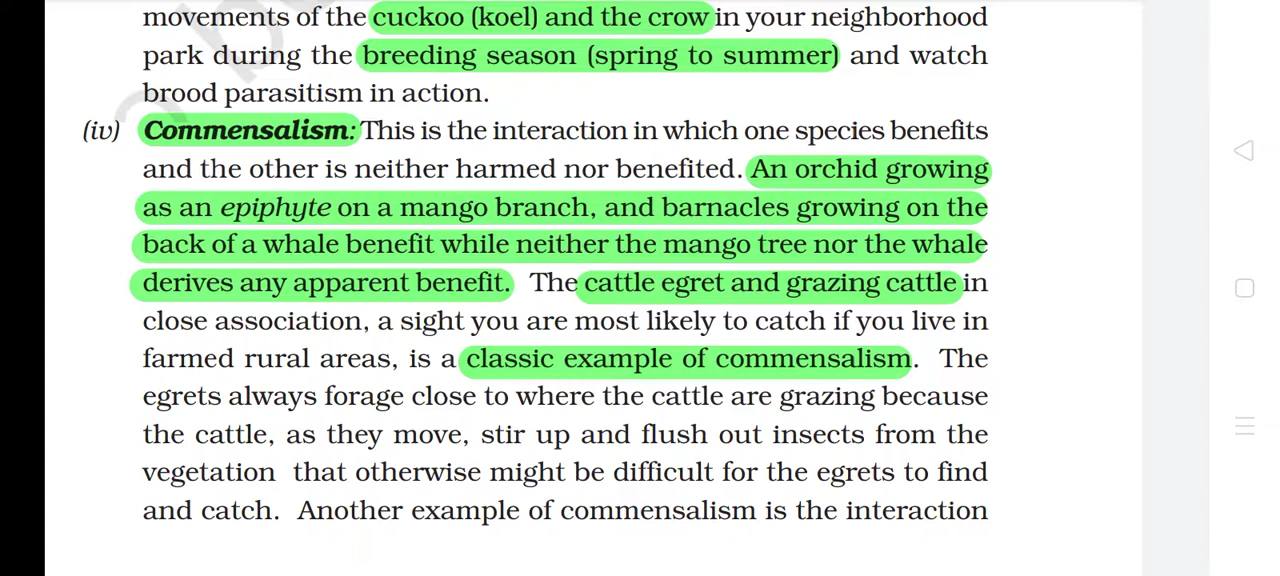 movements of the cuckoo (koel) and the crow in your neighborhood
park during the breeding season (spring to summer) and watch
brood parasitism in action.
(iv) Commensalism: This is the interaction in which one species benefits
and the other is neither harmed nor benefited. An orchid growing
as an epiphyte on a mango branch, and barnacles growing on the
back of a whale benefit while neither the mango tree nor the whale
derives any apparent benefit. The cattle egret and grazing cattle in
close association, a sight you are most likely to catch if you live in
farmed rural areas, is a classic example of commensalism. The
egrets always forage close to where the cattle are grazing because
the cattle, as they move, stir up and flush out insects from the
vegetation that otherwise might be difficult for the egrets to find
and catch. Another example of commensalism is the interaction